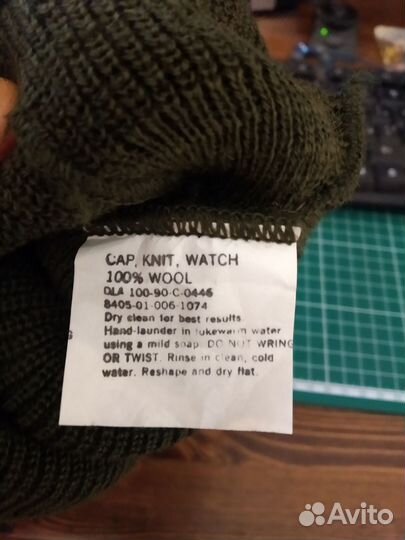 CAP, KNIT, WATCH
100% WOOL
DLA 100-90-C-0446
8405-01-006-1074
Dry clean for best results.
Hand-launder in lukewarm water
using a mild soap. DO NOT WRING
OR TWIST. Rinse in clean, cold
water. Reshape and dry flat.
Avito